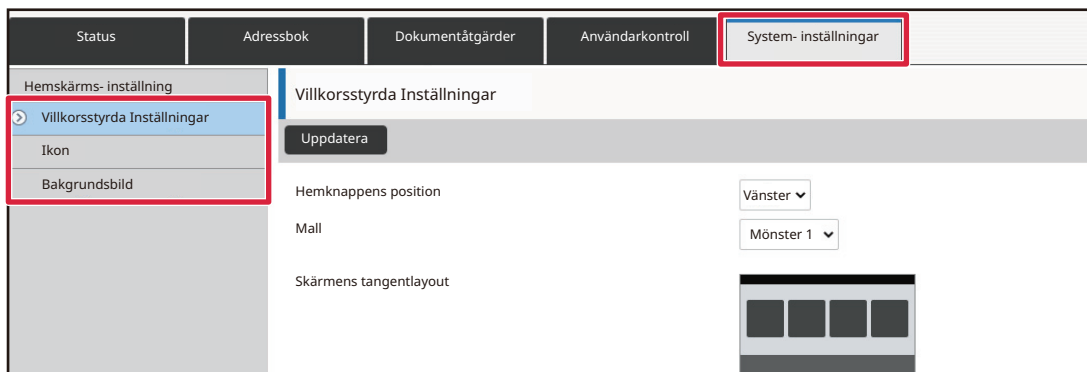 Status
Adressbok
Dokumentåtgärder
Användarkontroll
System- inställningar
Hemskärms- inställning
Villkorsstyrda Inställningar
Ikon
Bakgrundsbild
Villkorsstyrda Inställningar
Uppdatera
Hemknappens position
Vänster
Mall
Mönster 1
Skärmens tangentlayout